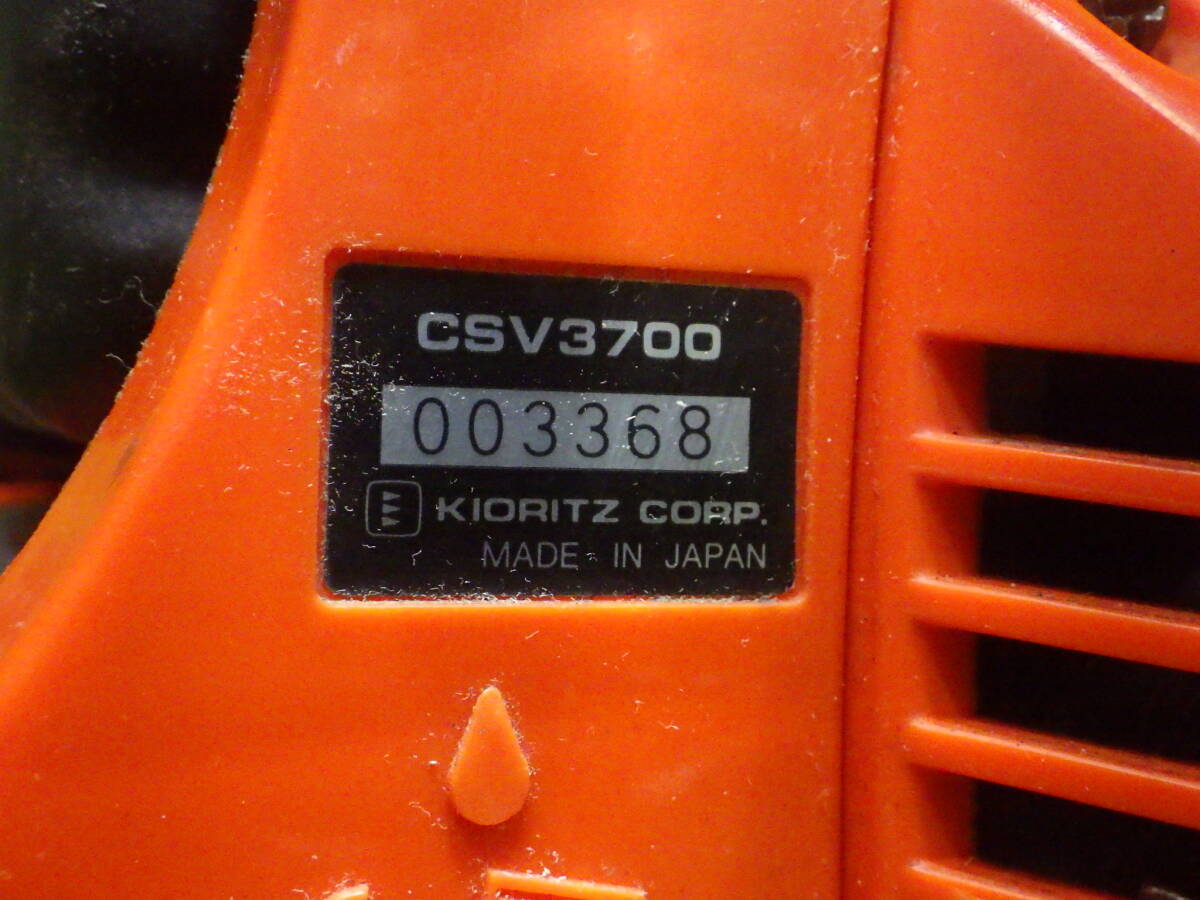 CSV3700
003368
KIORITZ CORP.
MADE IN JAPAN